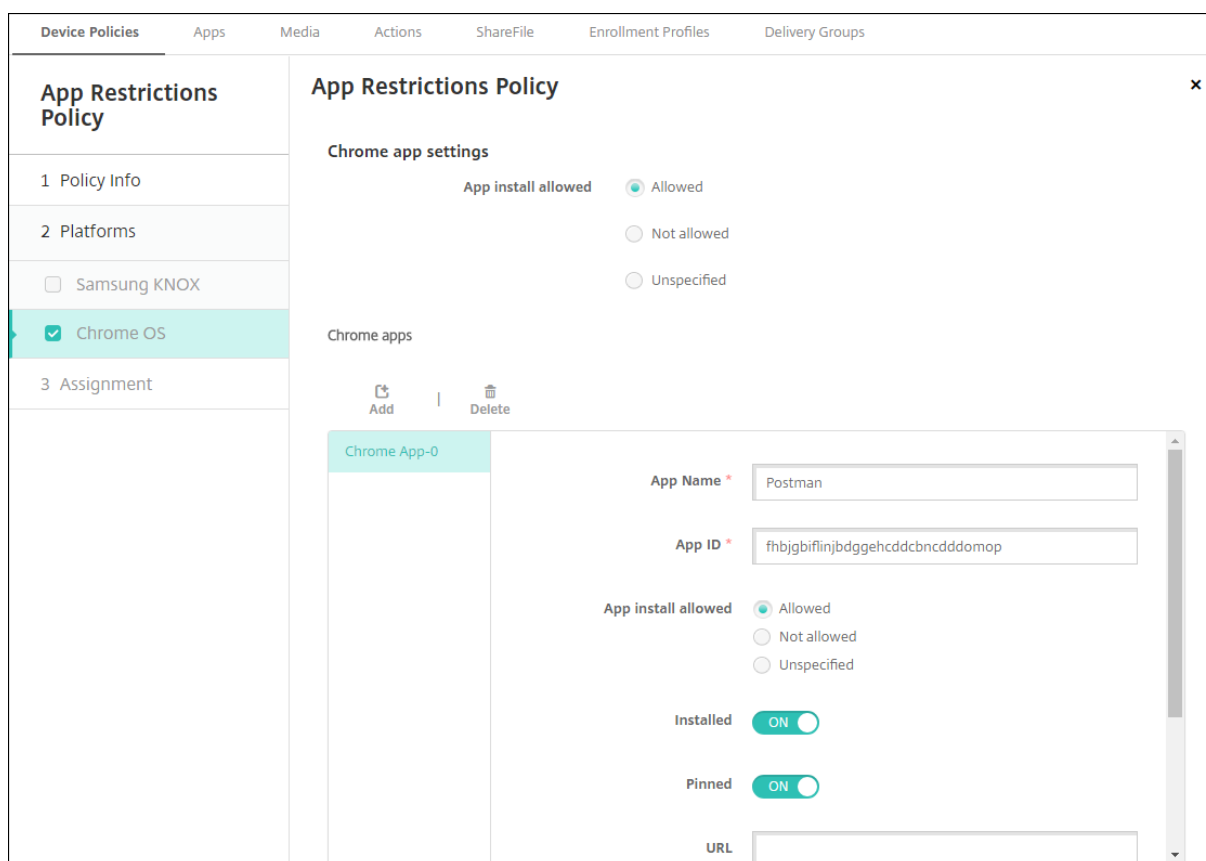 Device Policies Apps Media Actions ShareFile Enrollment Profiles Delivery Groups
App Restrictions
Policy
1 Policy Info
2 Platforms
Samsung KNOX
Chrome OS
3 Assignment
App Restrictions Policy
×
Chrome app settings
App install allowed Allowed
Not allowed
Unspecified
Chrome apps
Add | Delete
Chrome App-0
App Name * Postman
App ID * fhbjgbiflinjbdggehcddcbncdddomop
App install allowed Allowed
Not allowed
Unspecified
Installed ON
Pinned ON
URL